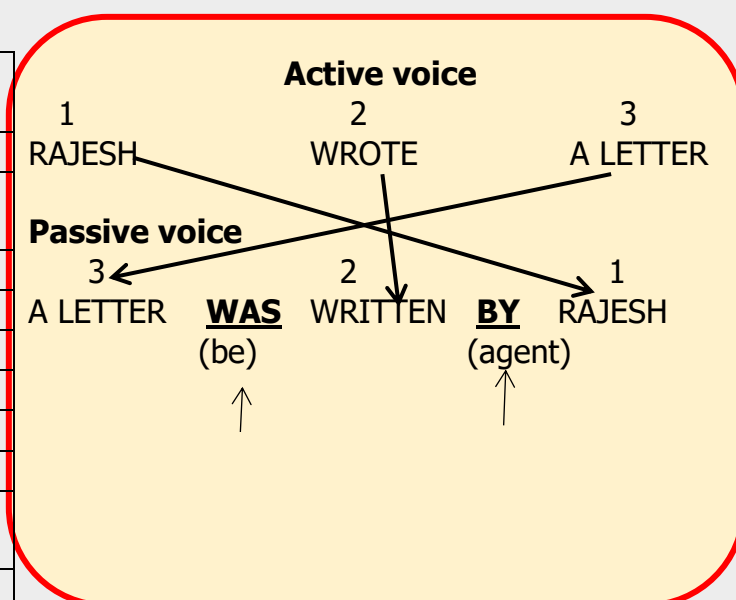 Active voice
1 2 3
RAJESH WROTE A LETTER
Passive voice
3 2 1
A LETTER WAS WRITTEN BY RAJESH
(be) (agent)